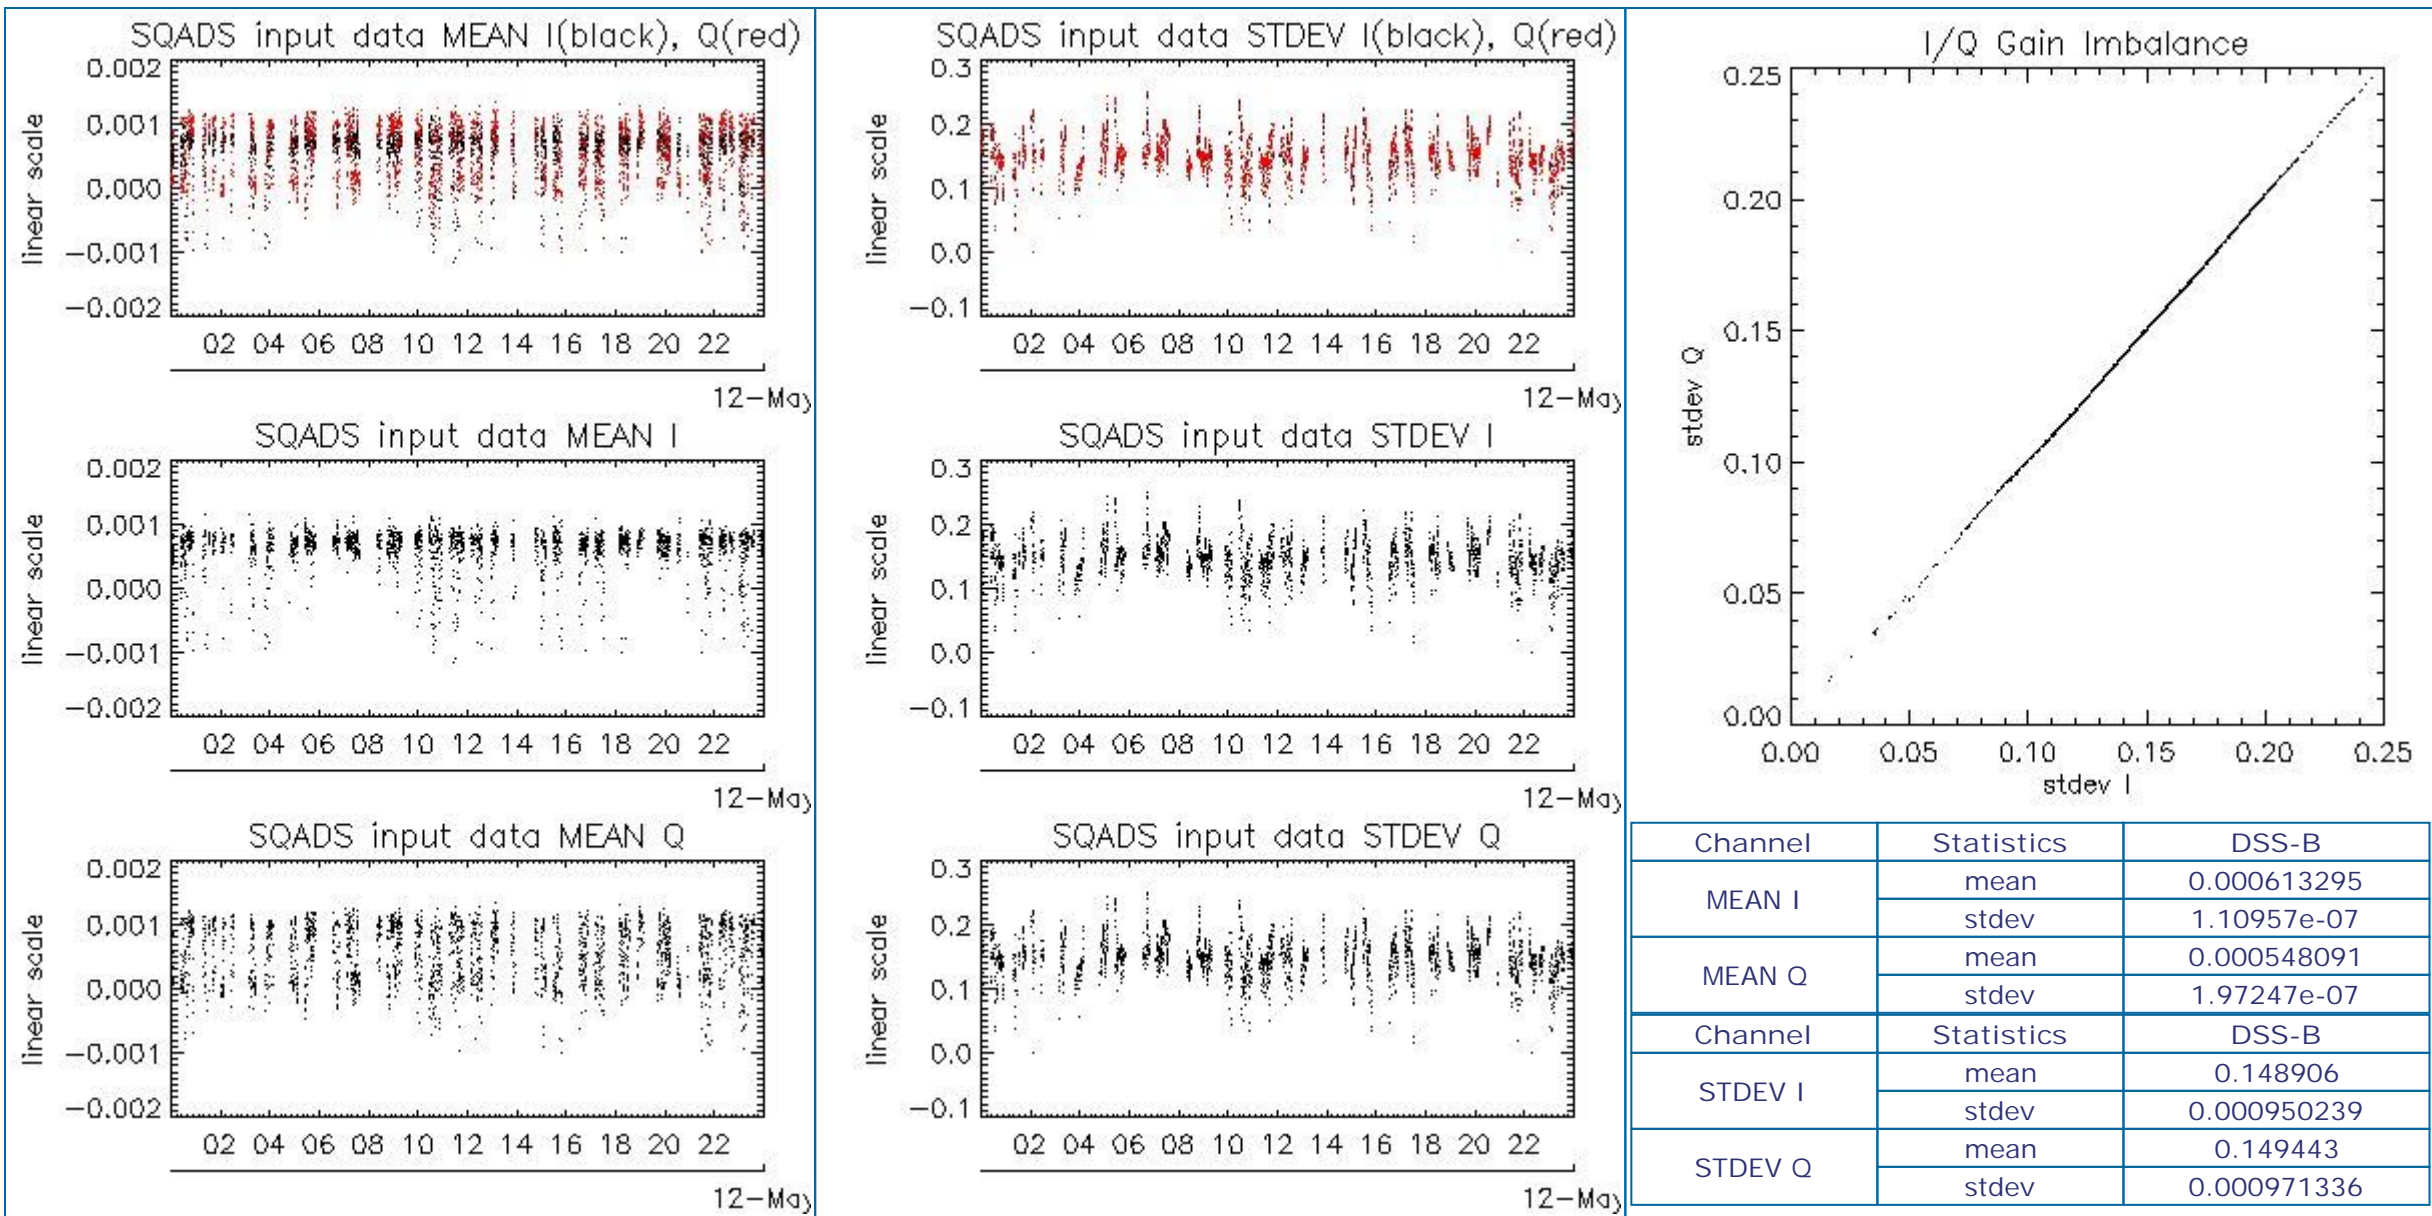 SQADS input data MEAN I(black), Q(red)
0.002
0.001
0.000
−0.001
−0.002
linear scale
02 04 06 08 10 12 14 16 18 20 22
12−May
SQADS input data MEAN I
0.002
0.001
0.000
−0.001
−0.002
linear scale
02 04 06 08 10 12 14 16 18 20 22
12−May
SQADS input data MEAN Q
0.002
0.001
0.000
−0.001
−0.002
linear scale
02 04 06 08 10 12 14 16 18 20 22
12−May
SQADS input data STDEV I(black), Q(red)
0.3
0.2
0.1
0.0
−0.1
linear scale
02 04 06 08 10 12 14 16 18 20 22
12−May
SQADS input data STDEV I
0.3
0.2
0.1
0.0
−0.1
linear scale
02 04 06 08 10 12 14 16 18 20 22
12−May
SQADS input data STDEV Q
0.3
0.2
0.1
0.0
−0.1
linear scale
02 04 06 08 10 12 14 16 18 20 22
12−May
I/Q Gain Imbalance
0.25
0.20
0.15
0.10
0.05
0.00
stdev Q
0.00 0.05 0.10 0.15 0.20 0.25
stdev I
Channel Statistics DSS-B
MEAN I mean 0.000613295
stdev 1.10957e-07
MEAN Q mean 0.000548091
stdev 1.97247e-07
Channel Statistics DSS-B
STDEV I mean 0.148906
stdev 0.000950239
STDEV Q mean 0.149443
stdev 0.000971336